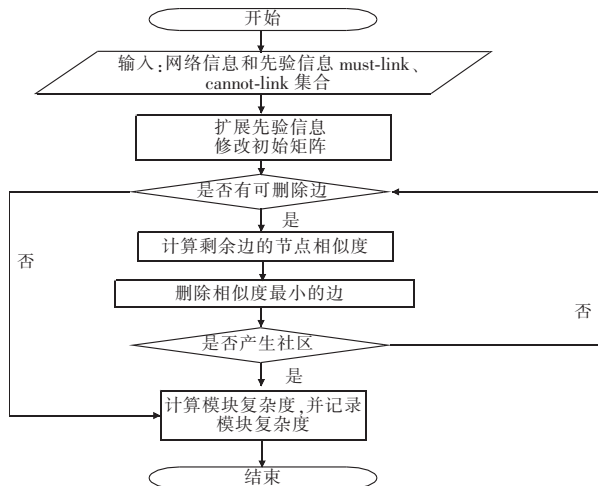 开始
输入:网络信息和先验信息 must-link、
cannot-link 集合
扩展先验信息
修改初始矩阵
是否有可删除边
是
否
计算剩余边的节点相似度
删除相似度最小的边
否
是否产生社区
是
计算模块复杂度,并记录
模块复杂度
结束